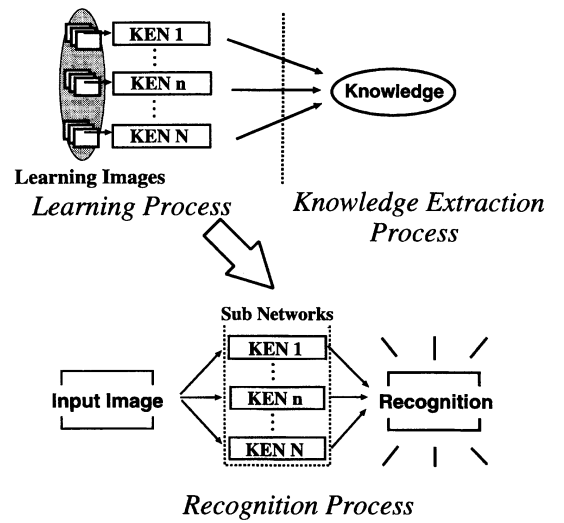 KEN 1
KEN n
KEN N
Knowledge
Learning Images
Learning Process
Knowledge Extraction
Process
Sub Networks
KEN 1
Input Image
KEN n
Recognition
KEN N
Recognition Process